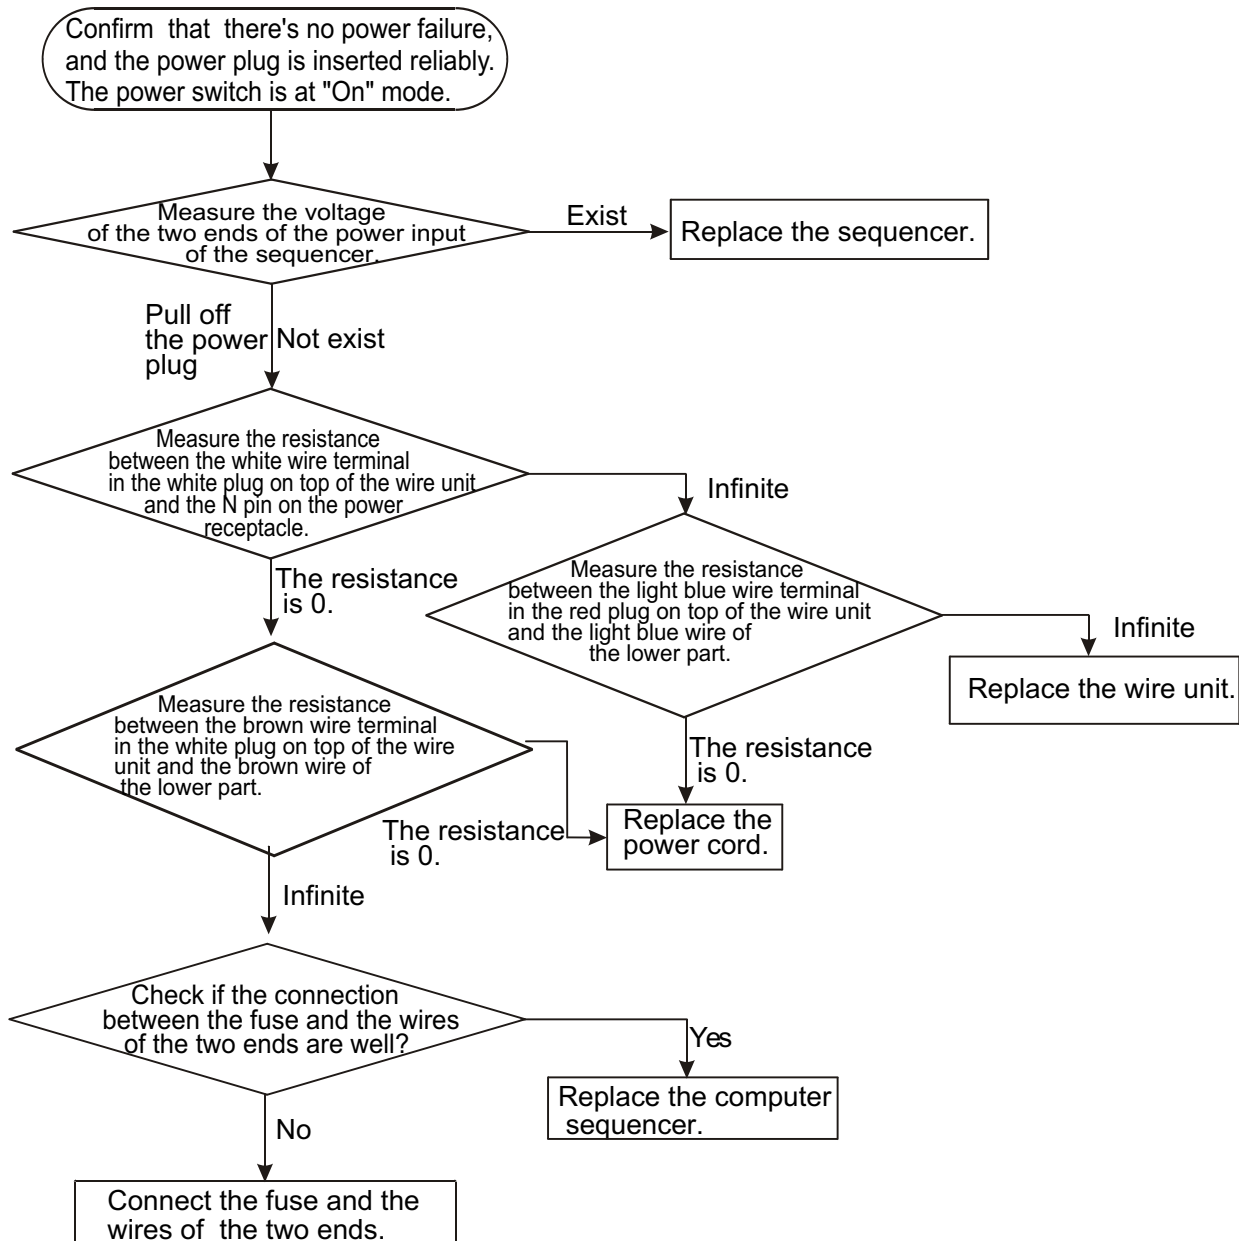 Confirm that there's no power failure,
and the power plug is inserted reliably.
The power switch is at "On" mode.
Measure the voltage
of the two ends of the power input
of the sequencer.
Exist
Replace the sequencer.
Pull off
the power
plug
Not exist
Measure the resistance
between the white wire terminal
in the white plug on top of the wire unit
and the N pin on the power
receptacle.
Infinite
The resistance
is 0.
Measure the resistance
between the light blue wire terminal
in the red plug on top of the wire unit
and the light blue wire of
the lower part.
Infinite
Replace the wire unit.
Measure the resistance
between the brown wire terminal
in the white plug on top of the wire
unit and the brown wire of
the lower part.
The resistance
is 0.
The resistance
is 0.
Replace the
power cord.
Infinite
Check if the connection
between the fuse and the wires
of the two ends are well?
Yes
Replace the computer
sequencer.
No
Connect the fuse and the
wires of the two ends.